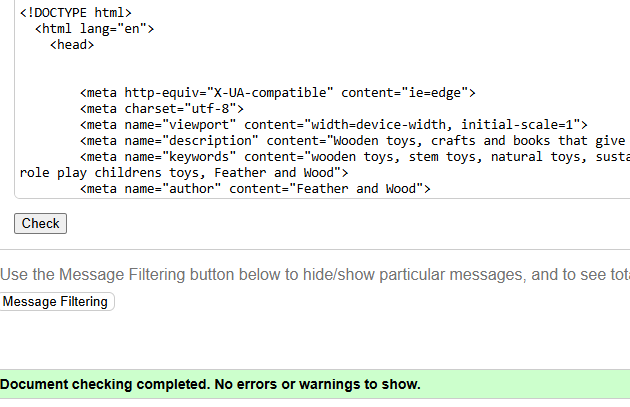 <!DOCTYPE html>
<html lang="en">
<head>
<meta http-equiv="X-UA-compatible" content="ie=edge">
<meta charset="utf-8">
<meta name="viewport" content="width=device-width, initial-scale=1">
<meta name="description" content="Wooden toys, crafts and books that give
<meta name="keywords" content="wooden toys, stem toys, natural toys, susta
role play childrens toys, Feather and Wood">
<meta name="author" content="Feather and Wood">
Check
Use the Message Filtering button below to hide/show particular messages, and to see tot
Message Filtering
Document checking completed. No errors or warnings to show.